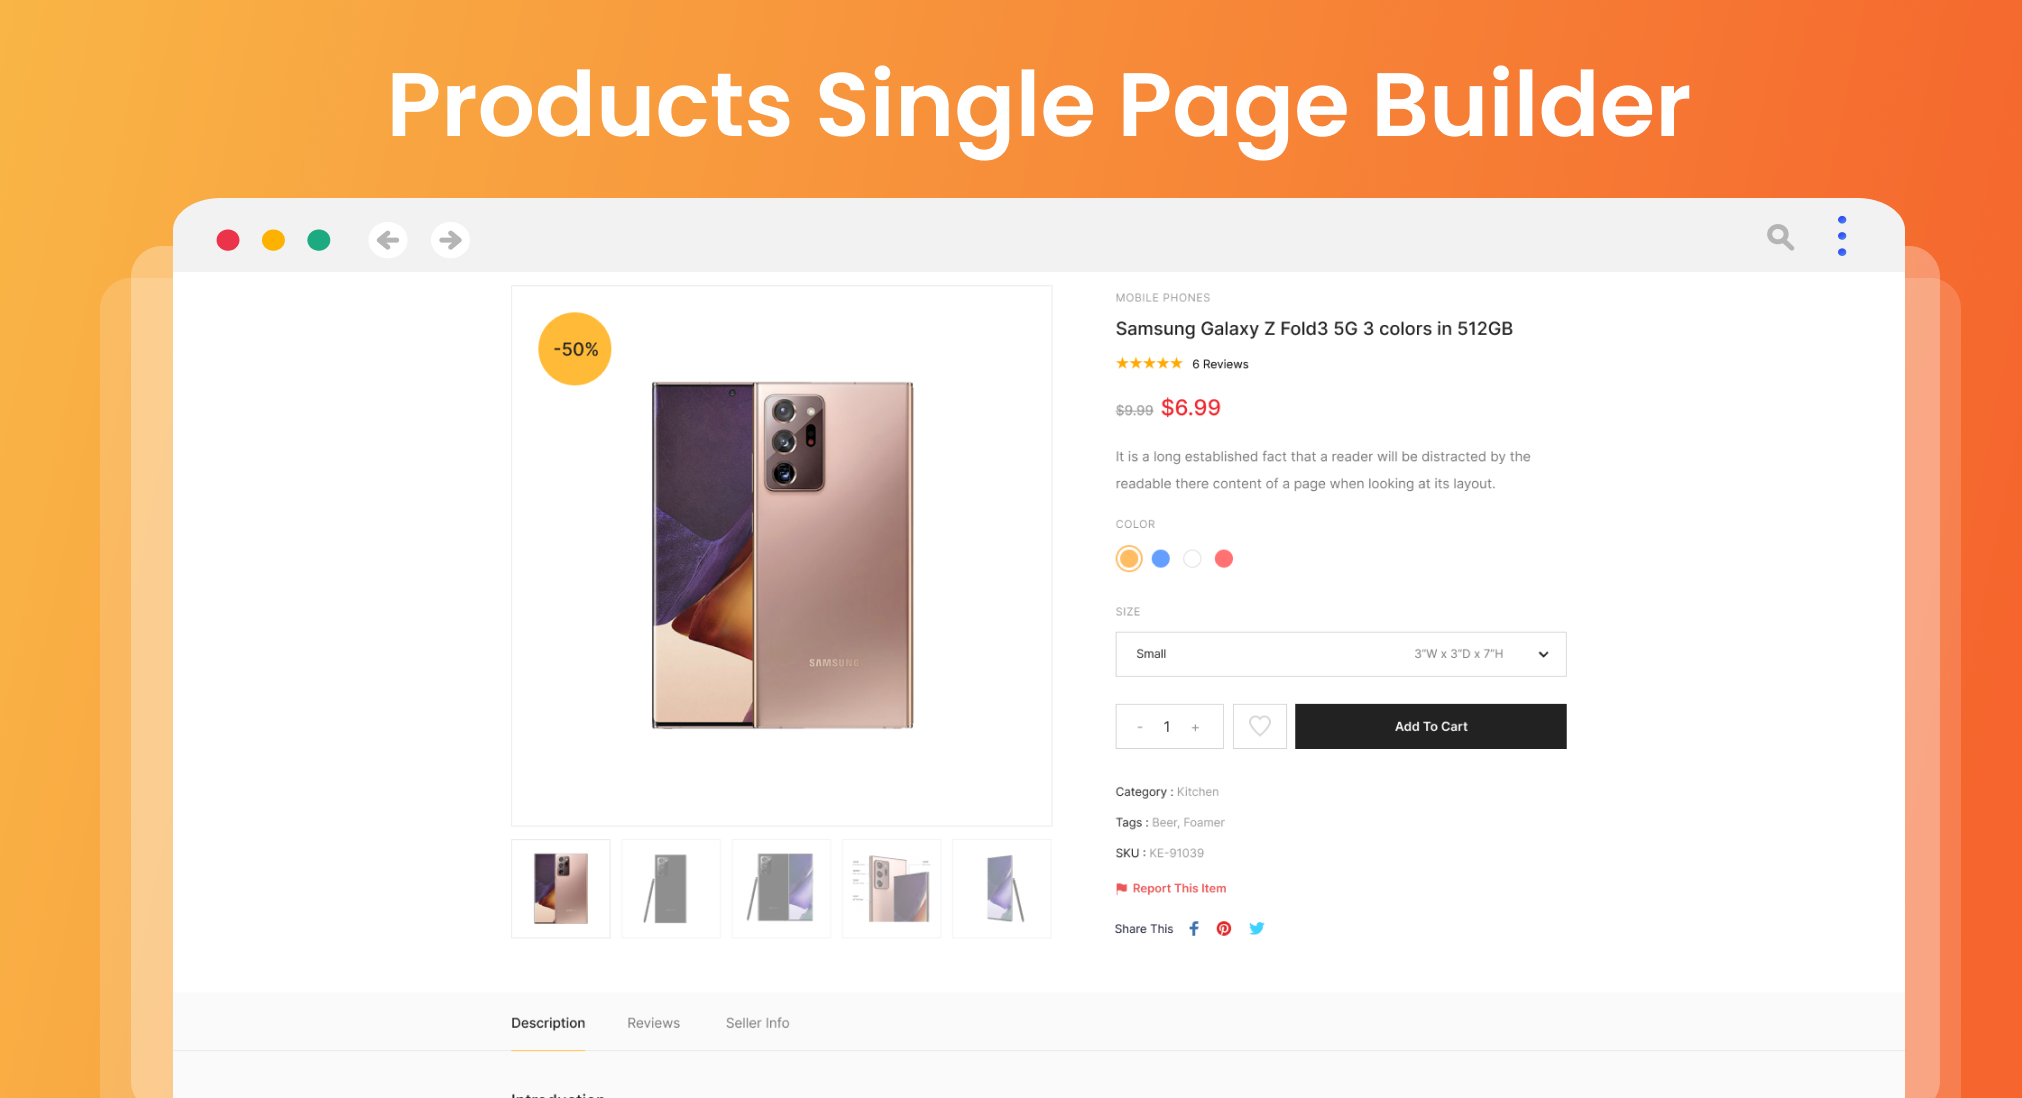 Products Single Page Builder
-50%
SAMSUNG
MOBILE PHONES
Samsung Galaxy Z Fold3 5G 3 colors in 512GB
6 Reviews
$9.99 $6.99
It is a long established fact that a reader will be distracted by the
readable there content of a page when looking at its layout.
COLOR
SIZE
Small 3"W x 3"D x 7"H
- 1 + Add To Cart
Category : Kitchen
Tags : Beer, Foamer
SKU : KE-91039
Report This Item
Share This
Description Reviews Seller Info
Introduction